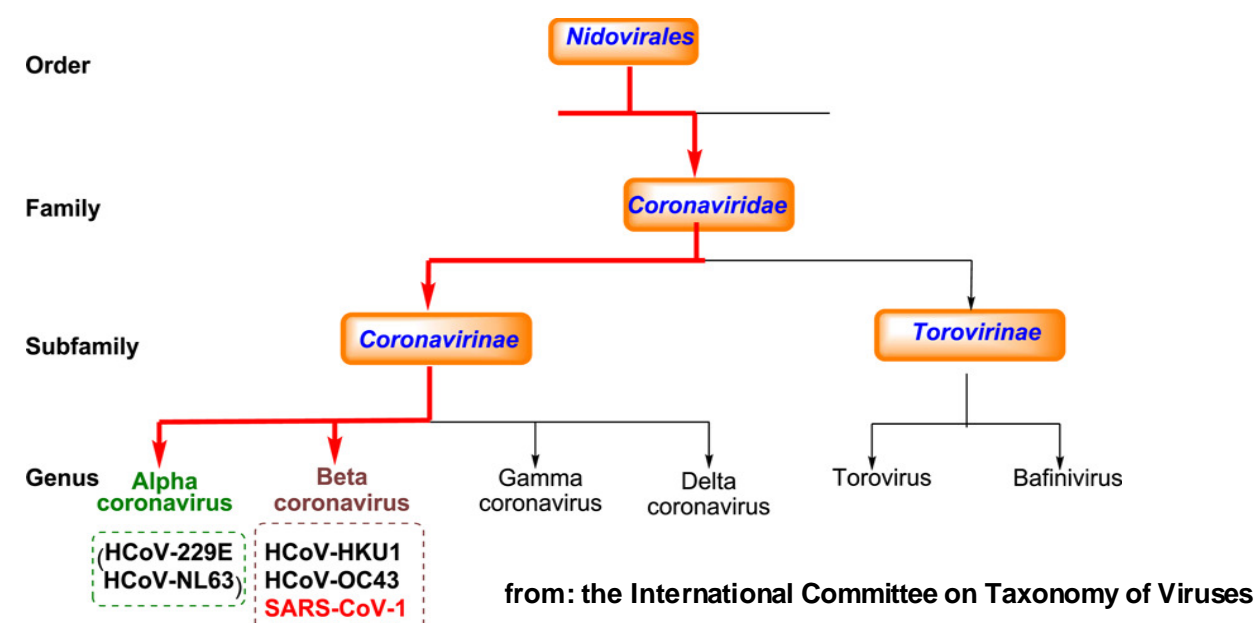 Nidovirales
Order
Family
Coronaviridae
Subfamily
Coronavirinae
Torovirinae
Genus
Alpha
coronavirus
Beta
coronavirus
Gamma
coronavirus
Delta
coronavirus
Torovirus
Bafinivirus
(HCoV-229E
HCoV-NL63)
HCoV-HKU1
HCoV-OC43
SARS-CoV-1
from: the International Committee on Taxonomy of Viruses